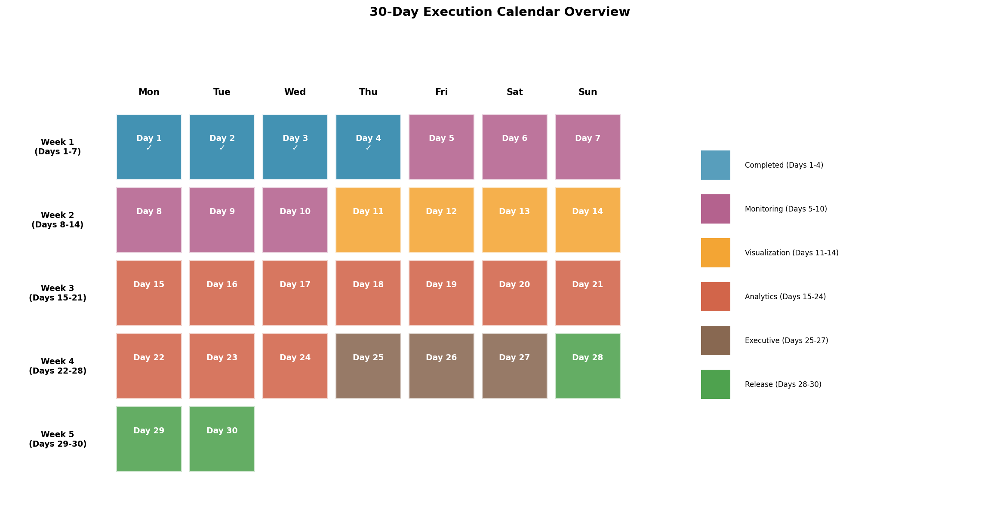 30-Day Execution Calendar Overview
Mon Tue Wed Thu Fri Sat Sun
Week 1
(Days 1-7)
Day 1 Day 2 Day 3 Day 4 Day 5 Day 6 Day 7
✓ ✓ ✓ ✓
Week 2
(Days 8-14)
Day 8 Day 9 Day 10 Day 11 Day 12 Day 13 Day 14
Week 3
(Days 15-21)
Day 15 Day 16 Day 17 Day 18 Day 19 Day 20 Day 21
Week 4
(Days 22-28)
Day 22 Day 23 Day 24 Day 25 Day 26 Day 27 Day 28
Week 5
(Days 29-30)
Day 29 Day 30
Completed (Days 1-4)
Monitoring (Days 5-10)
Visualization (Days 11-14)
Analytics (Days 15-24)
Executive (Days 25-27)
Release (Days 28-30)